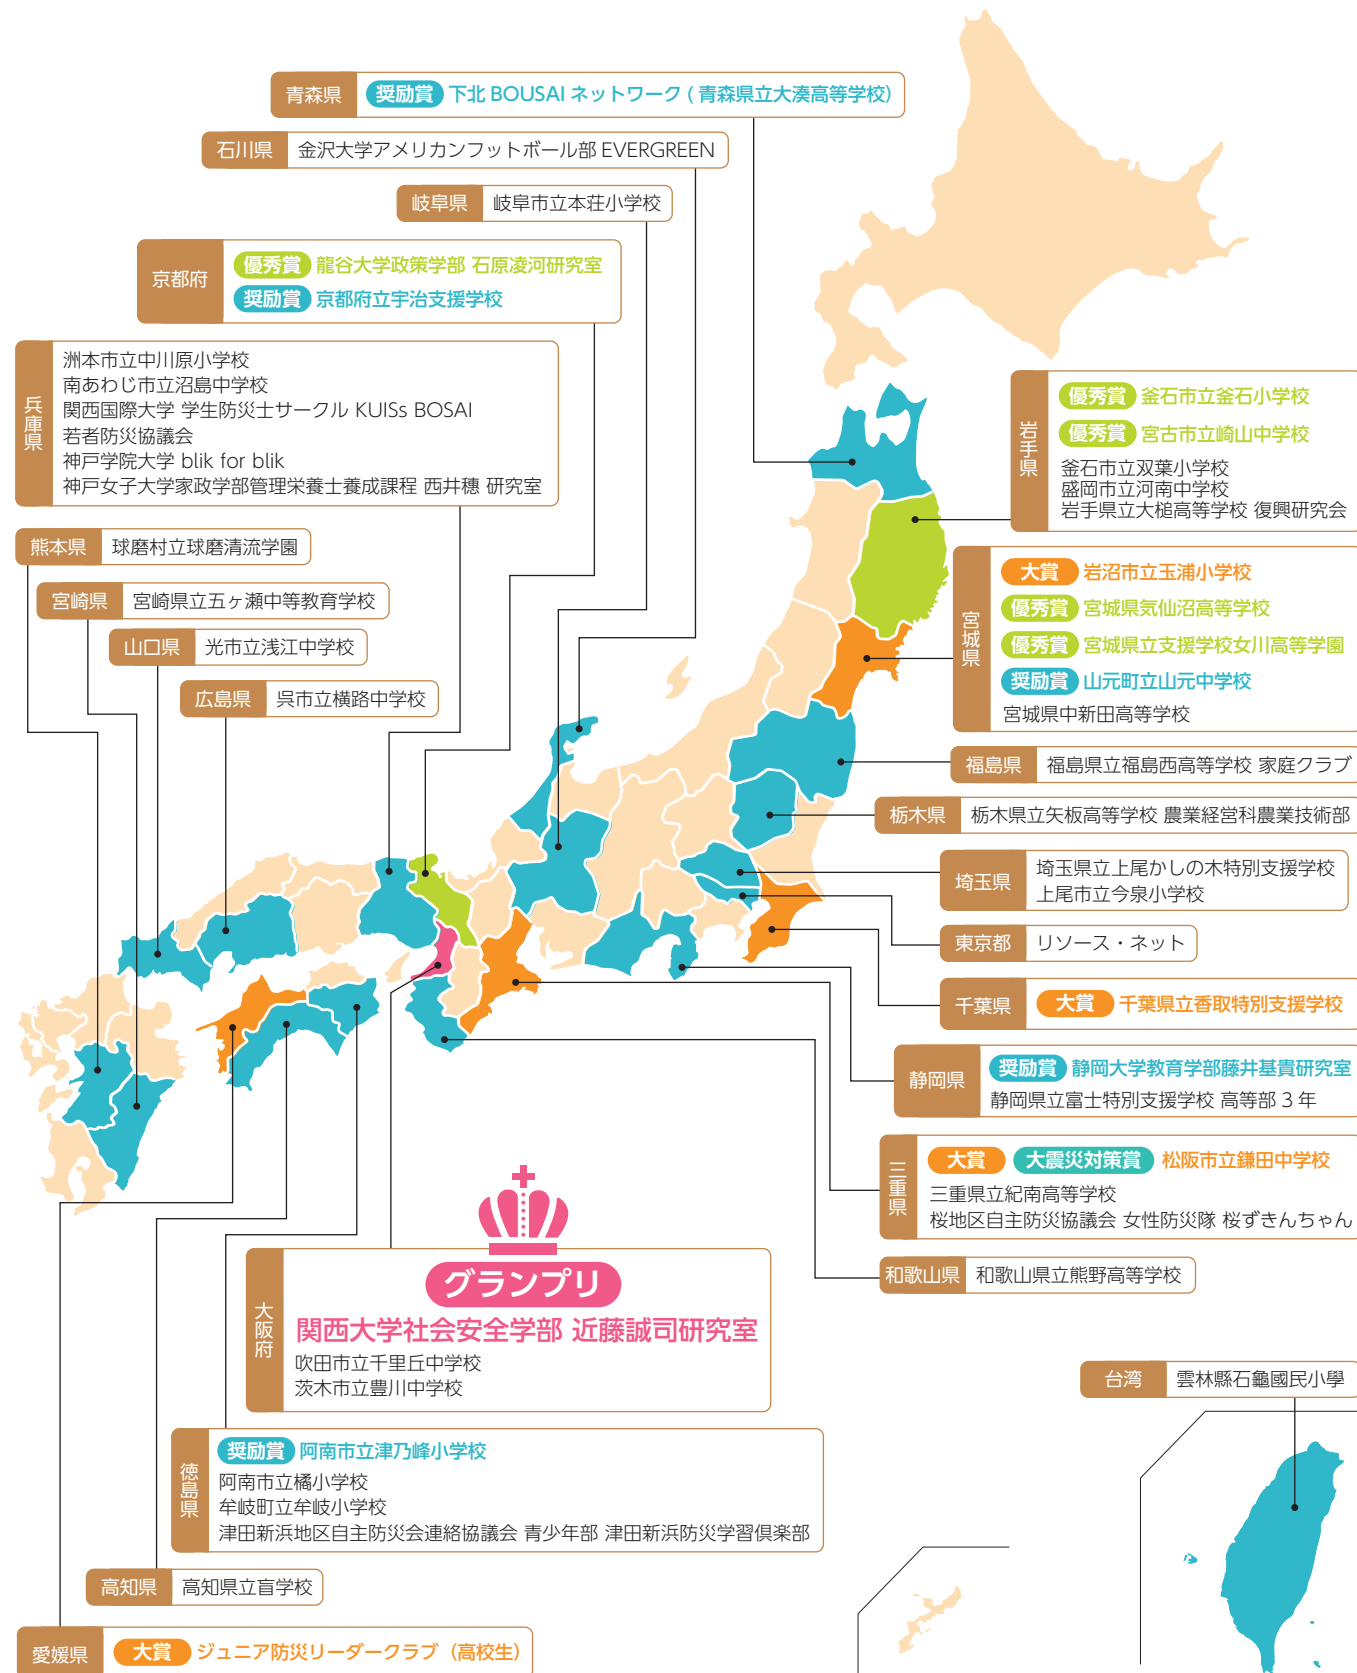 青森県 奨励賞 下北 BOUSAI ネットワーク ( 青森県立大湊高等学校)
石川県 金沢大学アメリカンフットボール部 EVERGREEN
岐阜県 岐阜市立本荘小学校
京都府
優秀賞 龍谷大学政策学部 石原凌河研究室
奨励賞 京都府立宇治支援学校
兵庫県
洲本市立中川原小学校
南あわじ市立沼島中学校
関西国際大学 学生防災士サークル KUISs BOSAI
若者防災協議会
神戸学院大学 blik for blik
神戸女子大学家政学部管理栄養士養成課程 西井穂 研究室
熊本県 球磨村立球磨清流学園
宮崎県 宮崎県立五ヶ瀬中等教育学校
山口県 光市立浅江中学校
広島県 呉市立横路中学校
岩手県
優秀賞 釜石市立釜石小学校
優秀賞 宮古市立崎山中学校
釜石市立双葉小学校
盛岡市立河南中学校
岩手県立大槌高等学校 復興研究会
宮城県
大賞 岩沼市立玉浦小学校
優秀賞 宮城県気仙沼高等学校
優秀賞 宮城県立支援学校女川高等学園
奨励賞 山元町立山元中学校
宮城県中新田高等学校
福島県 福島県立福島西高等学校 家庭クラブ
栃木県 栃木県立矢板高等学校 農業経営科農業技術部
埼玉県
埼玉県立上尾かしの木特別支援学校
上尾市立今泉小学校
東京都 リソース・ネット
千葉県 大賞 千葉県立香取特別支援学校
静岡県
奨励賞 静岡大学教育学部藤井基貴研究室
静岡県立富士特別支援学校 高等部 3 年
三重県
大賞 大震災対策賞 松阪市立鎌田中学校
三重県立紀南高等学校
桜地区自主防災協議会 女性防災隊 桜ずきんちゃん
和歌山県 和歌山県立熊野高等学校
大阪府
グランプリ
関西大学社会安全学部 近藤誠司研究室
吹田市立千里丘中学校
茨木市立豊川中学校
台湾 雲林縣石龜國民小學
徳島県
奨励賞 阿南市立津乃峰小学校
阿南市立橘小学校
牟岐町立牟岐小学校
津田新浜地区自主防災会連絡協議会 青少年部 津田新浜防災学習倶楽部
高知県 高知県立盲学校
愛媛県 大賞 ジュニア防災リーダークラブ（高校生）